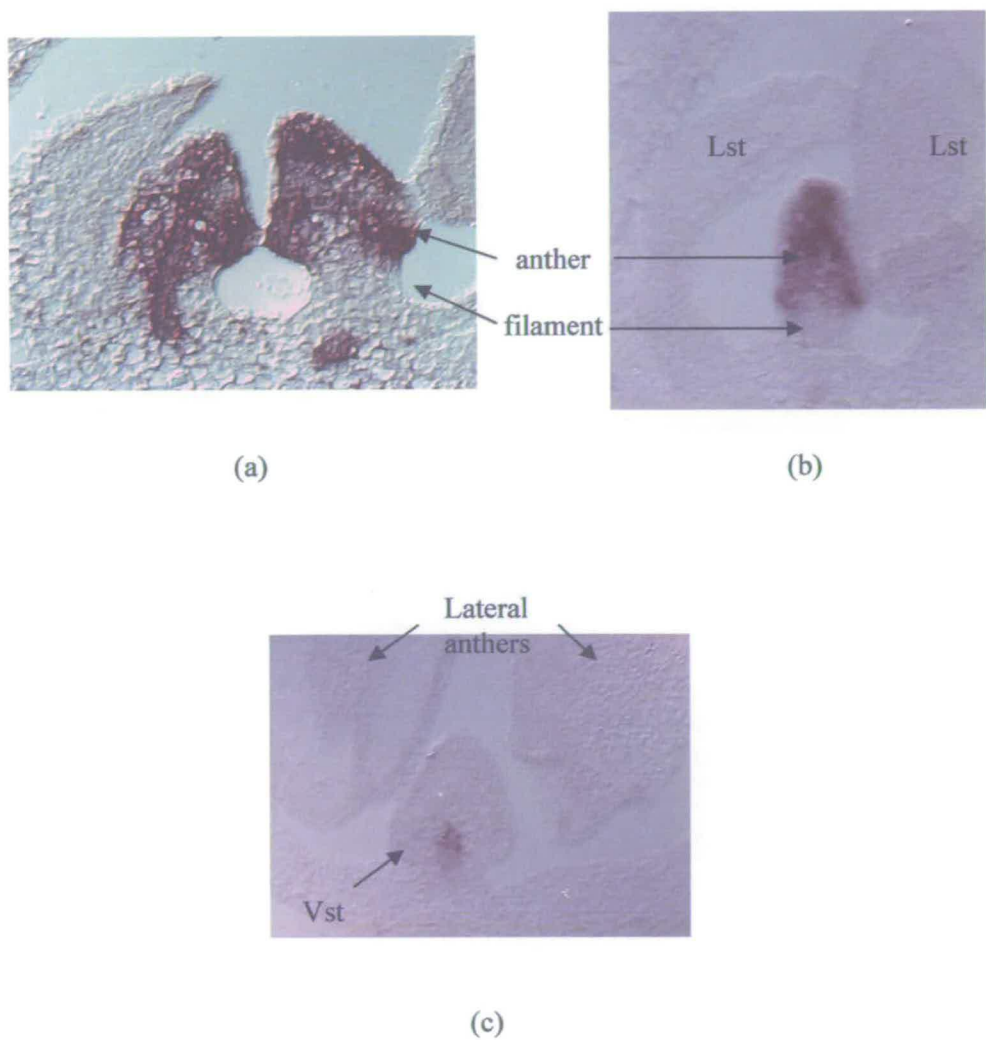 Lst Lst
anther
filament
(a) (b)
Lateral
anthers
Vst
(c)